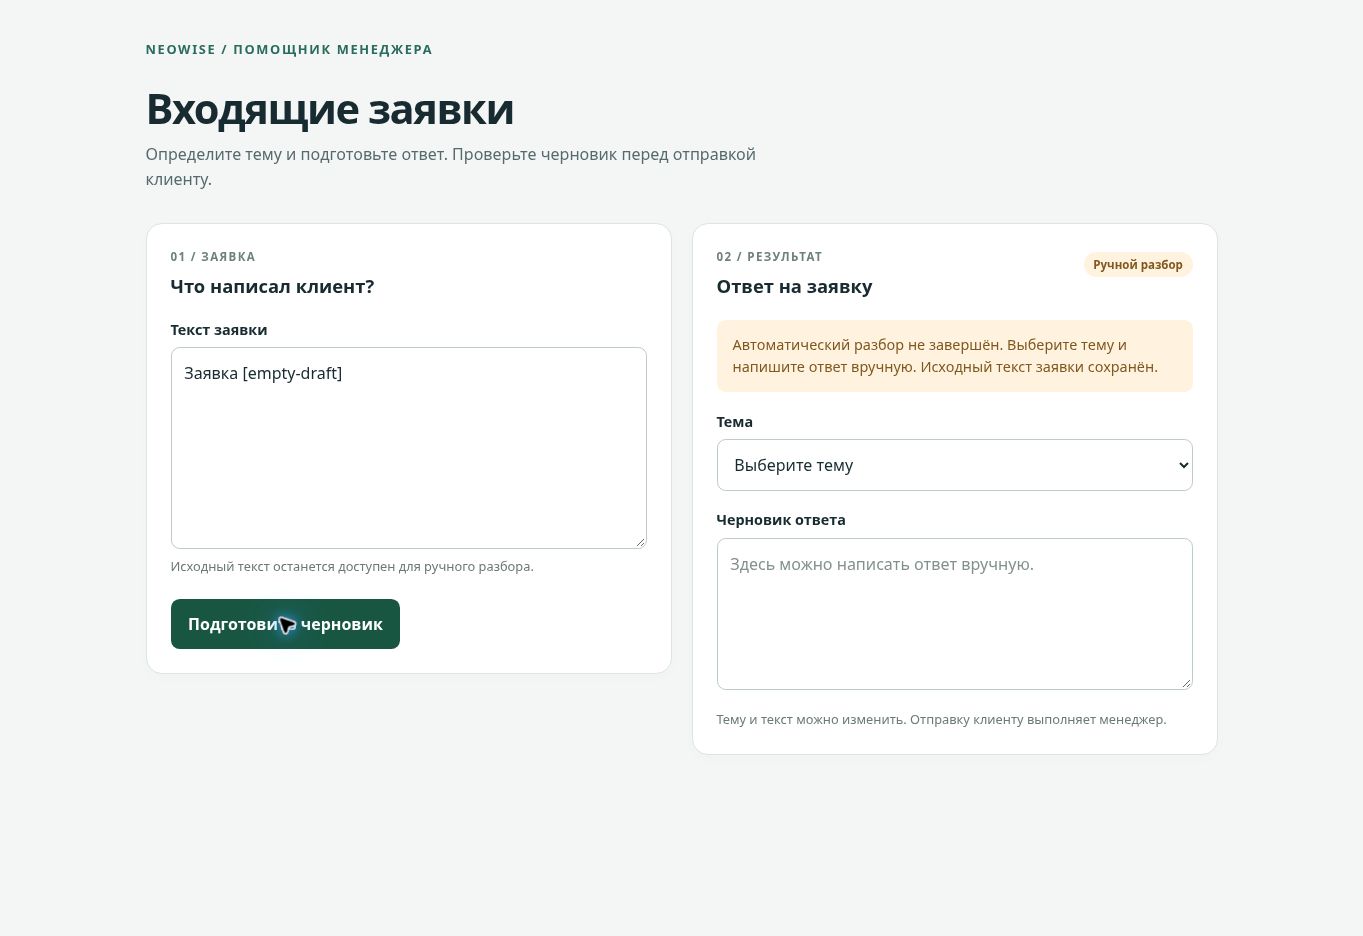 NEOWISE / ПОМОЩНИК МЕНЕДЖЕРА
Входящие заявки
Определите тему и подготовьте ответ. Проверьте черновик перед отправкой
клиенту.
01 / ЗАЯВКА
Что написал клиент?
Текст заявки
Заявка [empty-draft]
Исходный текст останется доступен для ручного разбора.
Подготови черновик
02 / РЕЗУЛЬТАТ
Ручной разбор
Ответ на заявку
Автоматический разбор не завершён. Выберите тему и
напишите ответ вручную. Исходный текст заявки сохранён.
Тема
Выберите тему
Черновик ответа
Здесь можно написать ответ вручную.
Тему и текст можно изменить. Отправку клиенту выполняет менеджер.